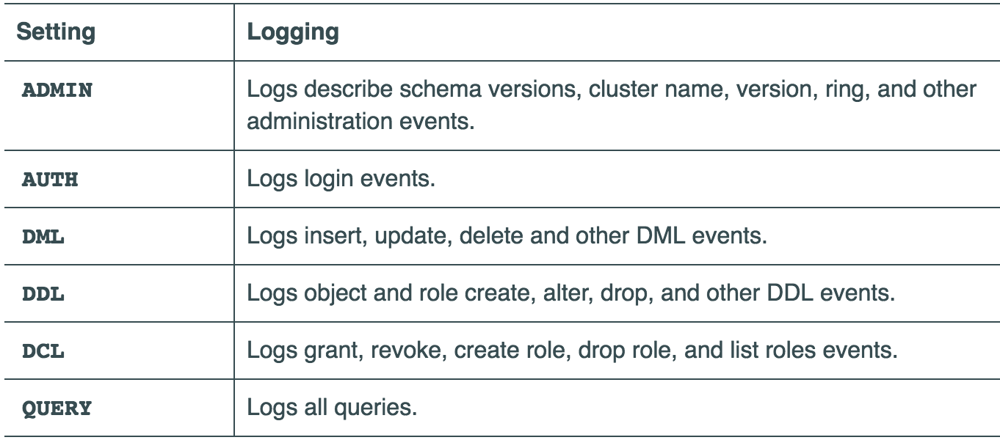 Setting Logging
ADMIN Logs describe schema versions, cluster name, version, ring, and other
administration events.
AUTH Logs login events.
DML Logs insert, update, delete and other DML events.
DDL Logs object and role create, alter, drop, and other DDL events.
DCL Logs grant, revoke, create role, drop role, and list roles events.
QUERY Logs all queries.